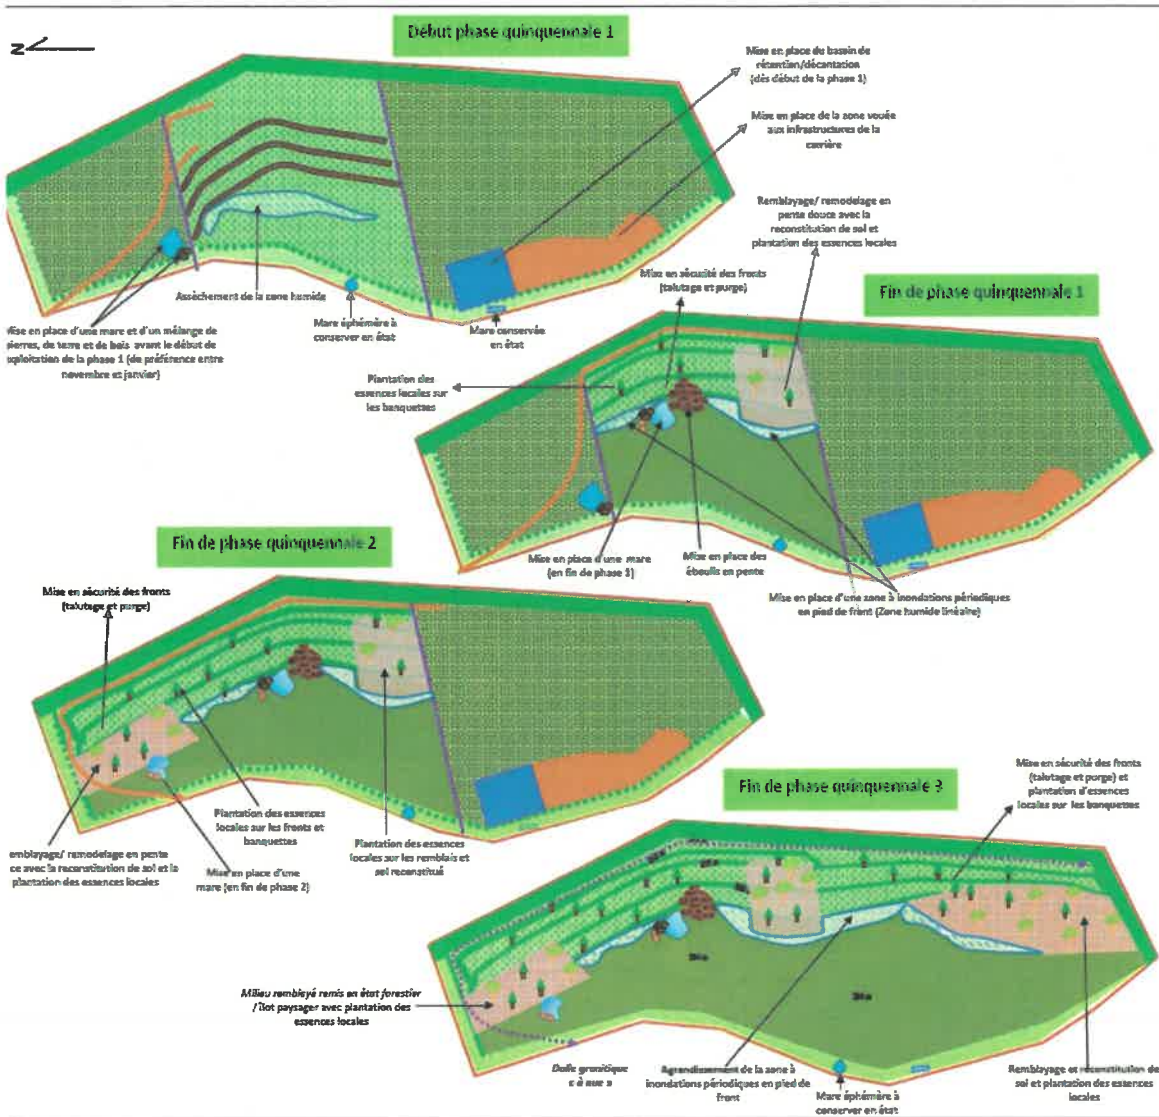 Début phase quinquennale 1
N
Mise en place du bassin de
rétention/décantation
(dès début de la phase 1)
Mise en place de la zone vouée
aux infrastructures de la
carrière
Assèchement de la zone humide
Mare éphémère à
conserver en état
Mare conservée
en état
Mise en place d'une mare et d'un mélange de
pierres, de terre et de bois avant le début de
exploitation de la phase 1 (de préférence entre
novembre et janvier)
Remblayage/ remodelage en
pente douce avec la
reconstitution de sol et
plantation des essences locales
Mise en sécurité des fronts
(talutage et purge)
Fin de phase quinquennale 1
Plantation des
essences locales sur
les banquettes
Mise en place d'une mare
(en fin de phase 1)
Mise en place des
éboulis en pente
Mise en place d'une zone à inondations périodiques
en pied de front (Zone humide linéaire)
Fin de phase quinquennale 2
Mise en sécurité des fronts
(talutage et purge)
Plantation des essences
locales sur les fronts et
banquettes
Plantation des essences
locales sur les remblais et
sol reconstitué
emblayage/ remodelage en pente
ce avec la reconstitution de sol et la
plantation des essences locales
Mise en place d'une
mare (en fin de phase 2)
Fin de phase quinquennale 3
Mise en sécurité des fronts
(talutage et purge) et
plantation d'essences
locales sur les banquettes
Milieu remblayé remis en état forestier
/ îlot paysager avec plantation des
essences locales
Dalle granitique
« à nue »
Agrandissement de la zone à
inondations périodiques en pied de
front
Mare éphémère à
conserver en état
Remblayage et reconstitution de
sol et plantation des essences
locales